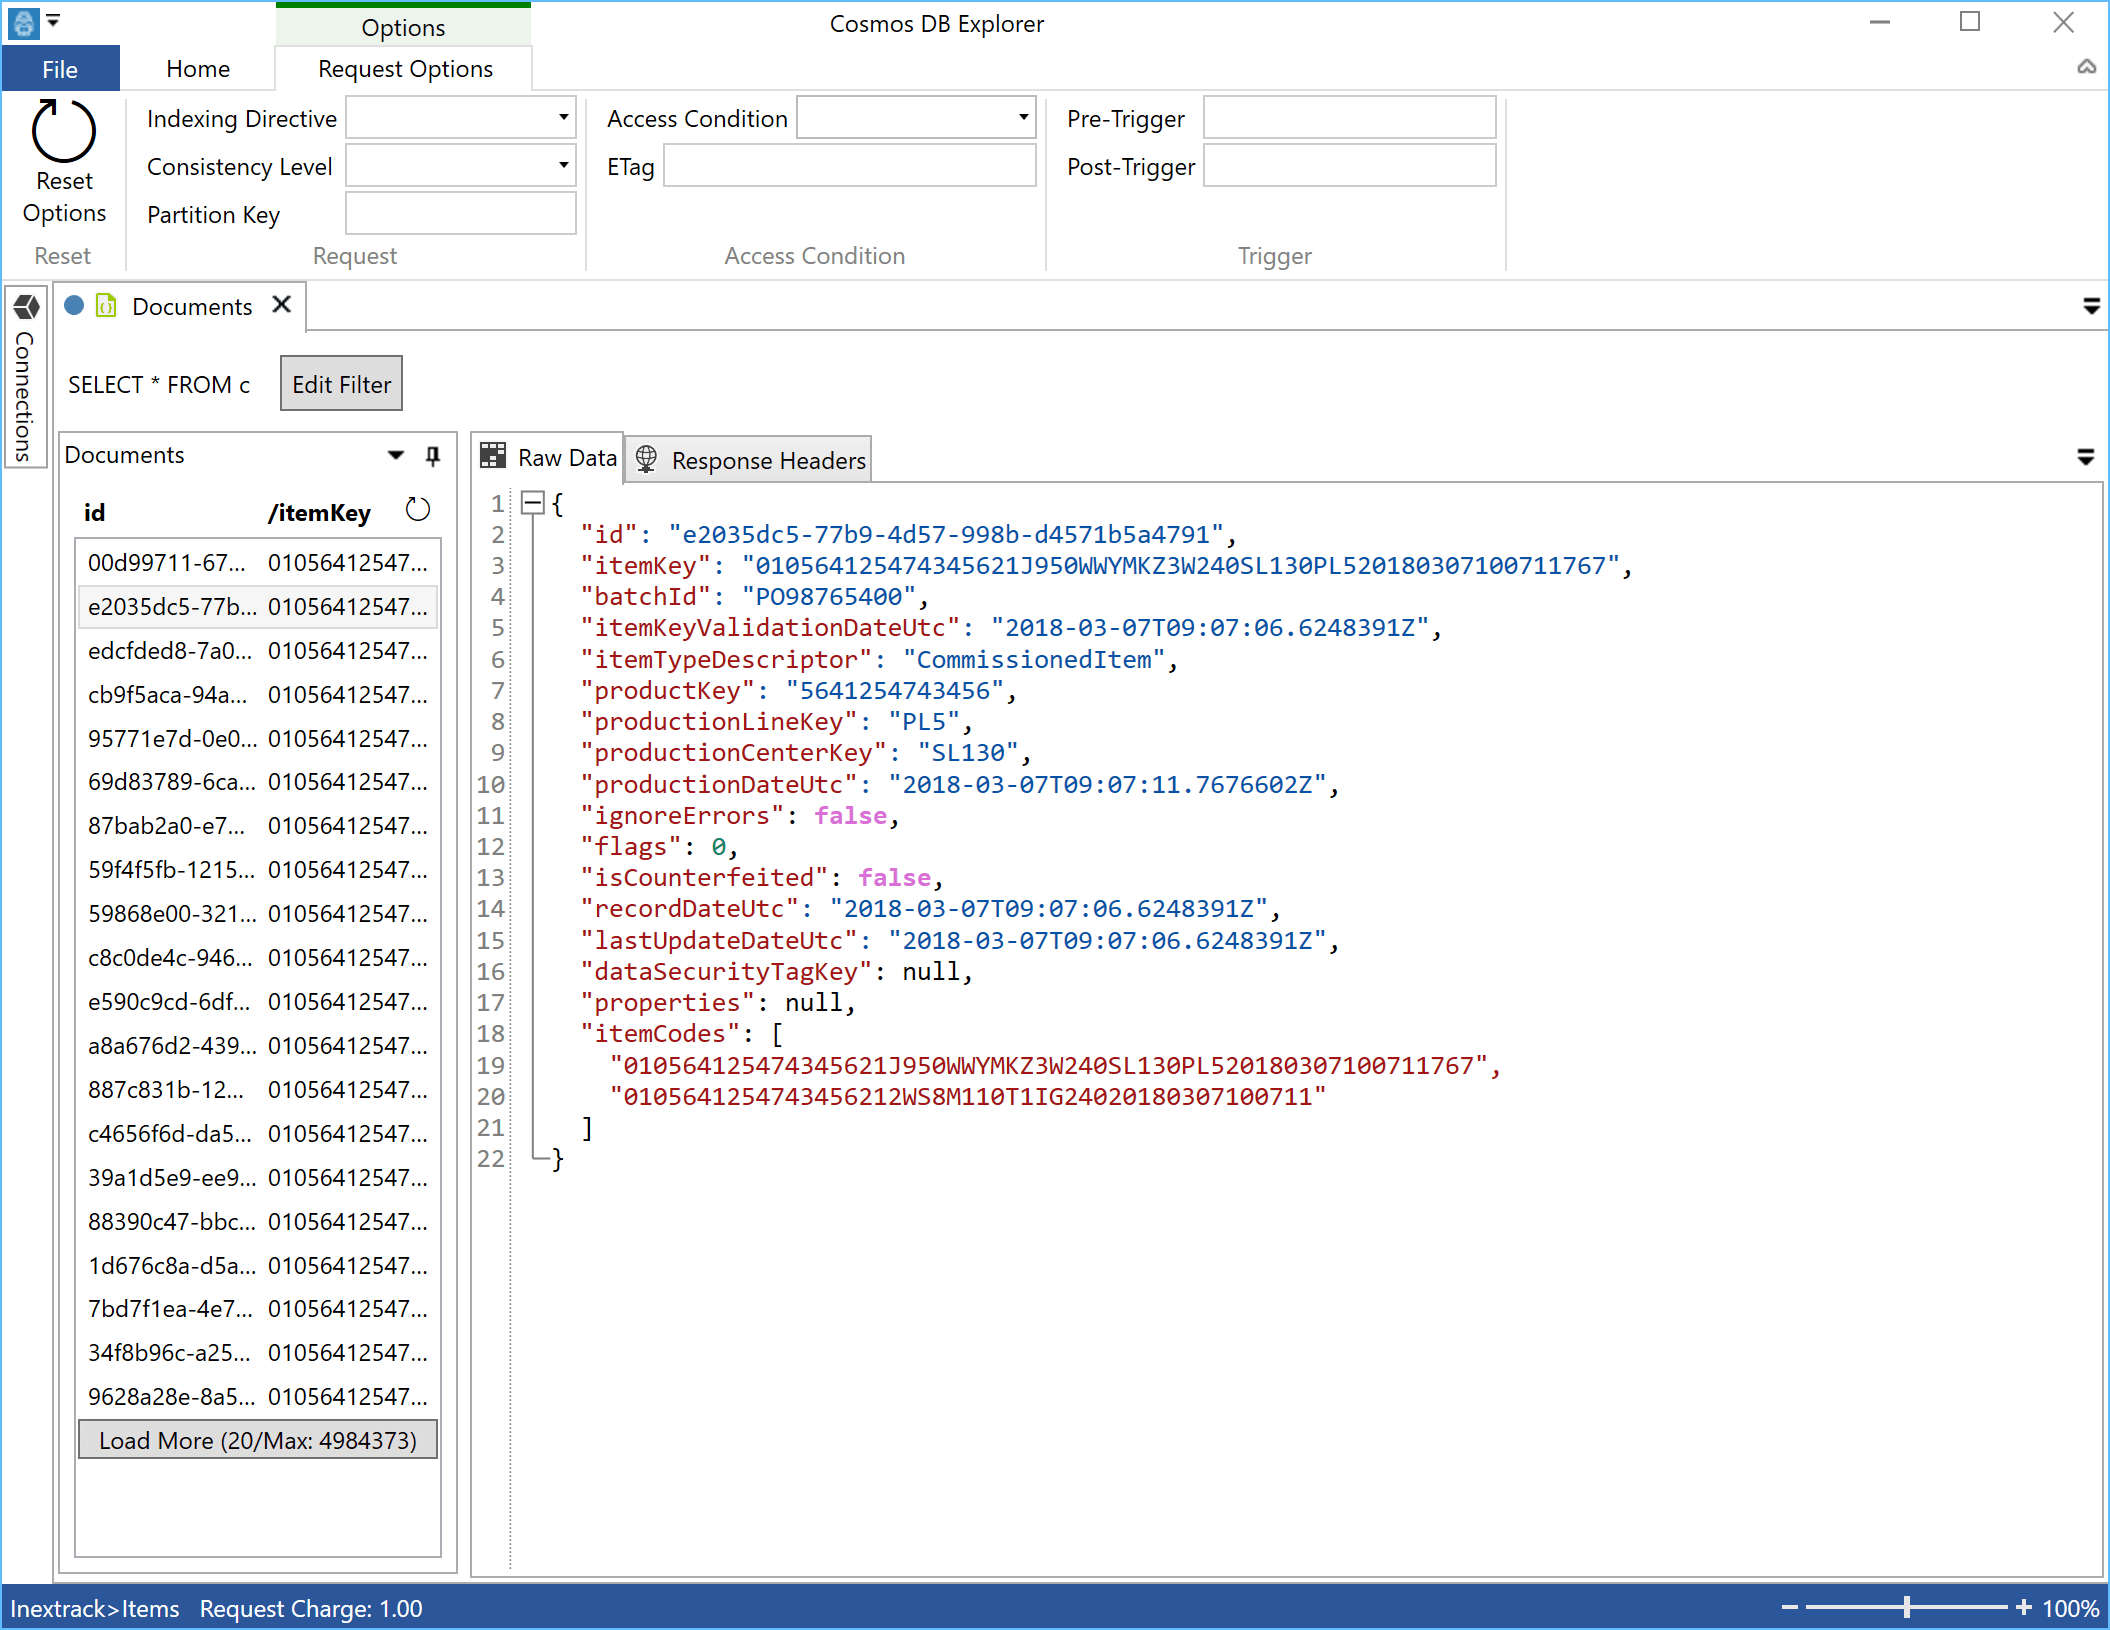 Options
Cosmos DB Explorer
File
Home
Request Options
Reset
Options
Reset
Indexing Directive
Consistency Level
Partition Key
Request
Access Condition
ETag
Access Condition
Pre-Trigger
Post-Trigger
Trigger
Connections
Documents
SELECT * FROM c
Edit Filter
Documents
id /itemKey
00d99711-67... 01056412547...
e2035dc5-77b... 01056412547...
edcfded8-7a0... 01056412547...
cb9f5aca-94a... 01056412547...
95771e7d-0e0... 01056412547...
69d83789-6ca... 01056412547...
87bab2a0-e7... 01056412547...
59f4f5fb-1215... 01056412547...
59868e00-321... 01056412547...
c8c0de4c-946... 01056412547...
e590c9cd-6df... 01056412547...
a8a676d2-439... 01056412547...
887c831b-12... 01056412547...
c4656f6d-da5... 01056412547...
39a1d5e9-ee9... 01056412547...
88390c47-bbc... 01056412547...
1d676c8a-d5a... 01056412547...
7bd7f1ea-4e7... 01056412547...
34f8b96c-a25... 01056412547...
9628a28e-8a5... 01056412547...
Load More (20/Max: 4984373)
Raw Data
Response Headers
1 {
2 "id": "e2035dc5-77b9-4d57-998b-d4571b5a4791",
3 "itemKey": "010564125474345621J950WWYMKZ3W240SL130PL520180307100711767",
4 "batchId": "PO98765400",
5 "itemKeyValidationDateUtc": "2018-03-07T09:07:06.6248391Z",
6 "itemTypeDescriptor": "CommissionedItem",
7 "productKey": "5641254743456",
8 "productionLineKey": "PL5",
9 "productionCenterKey": "SL130",
10 "productionDateUtc": "2018-03-07T09:07:11.7676602Z",
11 "ignoreErrors": false,
12 "flags": 0,
13 "isCounterfeited": false,
14 "recordDateUtc": "2018-03-07T09:07:06.6248391Z",
15 "lastUpdateDateUtc": "2018-03-07T09:07:06.6248391Z",
16 "dataSecurityTagKey": null,
17 "properties": null,
18 "itemCodes": [
19 "010564125474345621J950WWYMKZ3W240SL130PL520180307100711767",
20 "0105641254743456212WS8M110T1IG24020180307100711"
21 ]
22 }
Inextrack>Items Request Charge: 1.00
100%